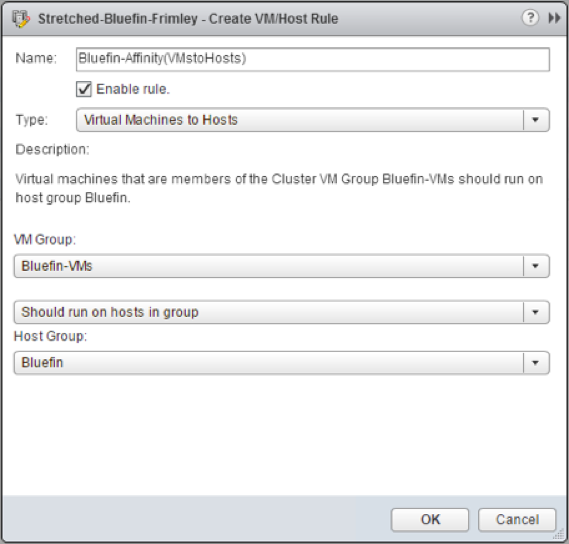 Stretched-Bluefin-Frimley - Create VM/Host Rule
?
Name: Bluefin-Affinity(VMstoHosts)
Enable rule.
Type: Virtual Machines to Hosts
Description:
Virtual machines that are members of the Cluster VM Group Bluefin-VMs should run on
host group Bluefin.
VM Group:
Bluefin-VMs
Should run on hosts in group
Host Group:
Bluefin
OK Cancel